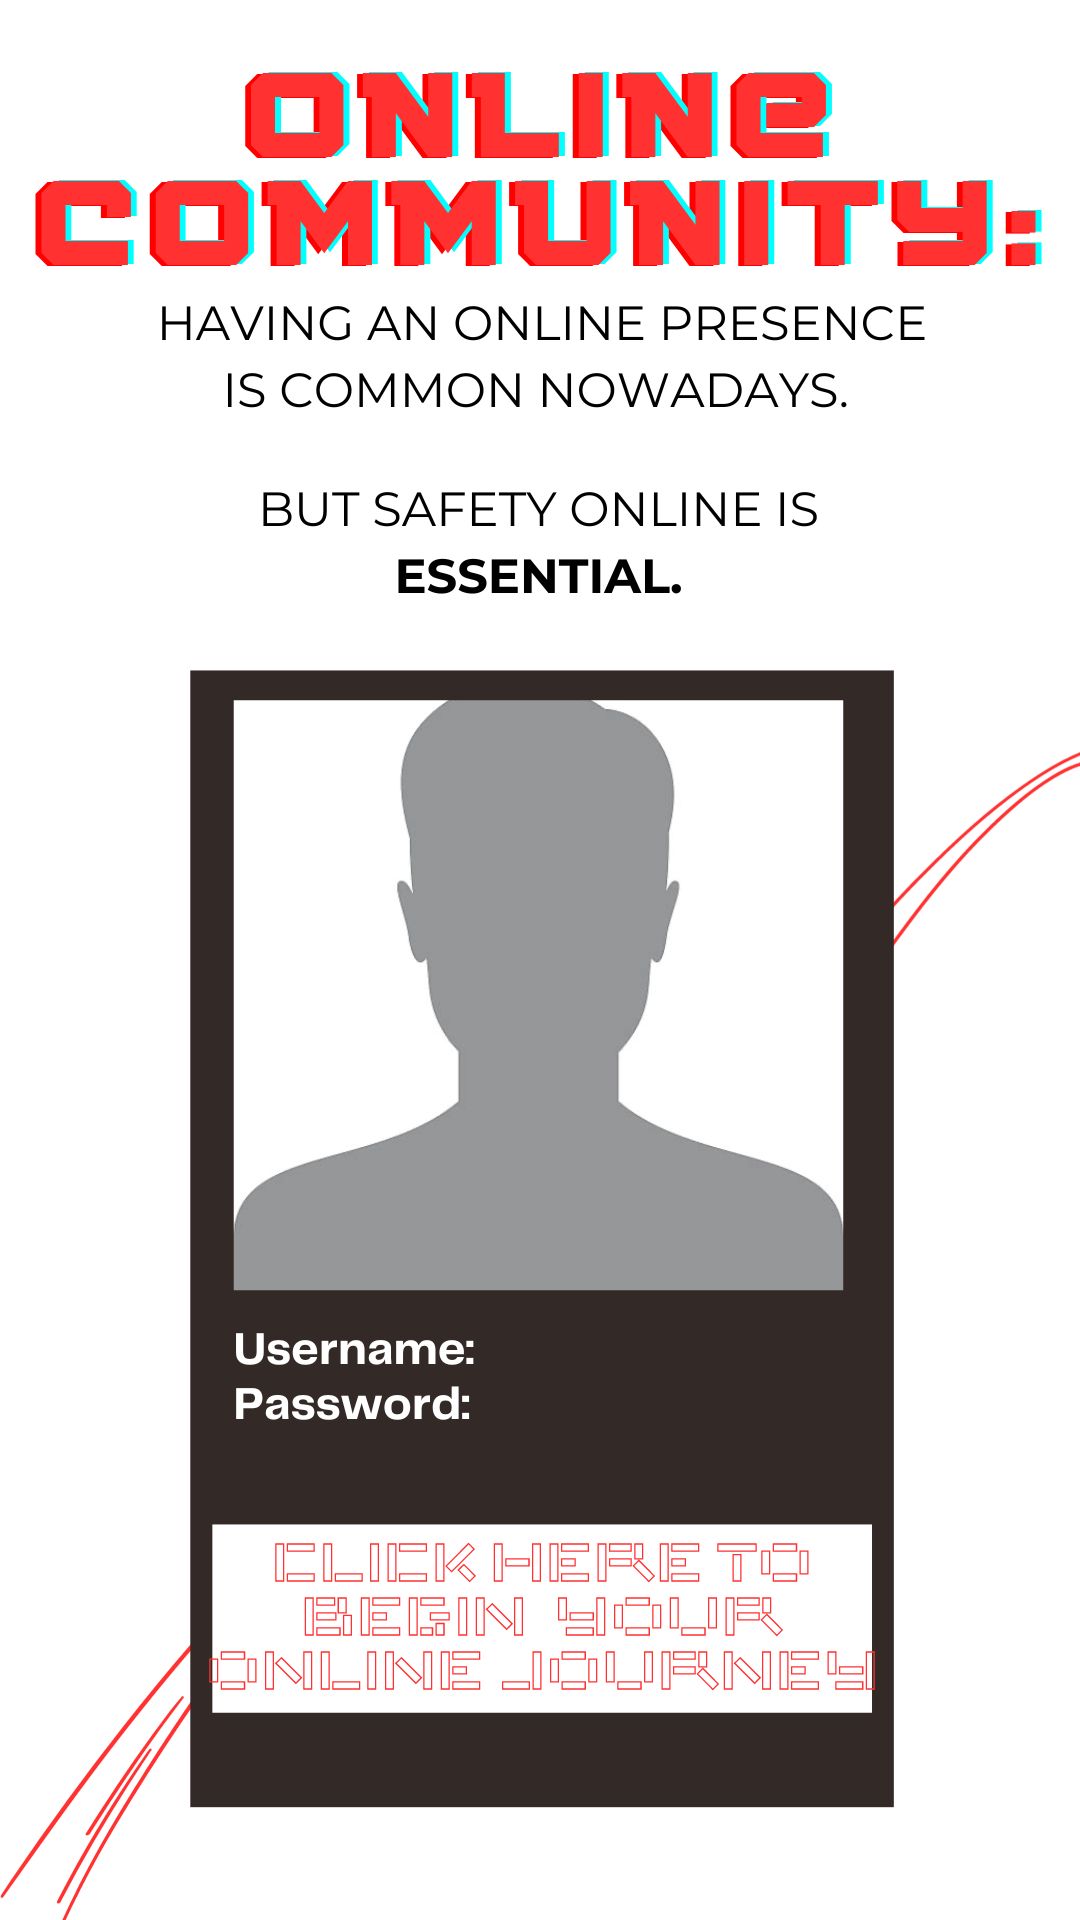 ONLINE
COMMUNITY:
HAVING AN ONLINE PRESENCE
IS COMMON NOWADAYS.
BUT SAFETY ONLINE IS
ESSENTIAL.
Username:
Password:
CLICK HERE TO
BEGIN YOUR
ONLINE JOURNEY